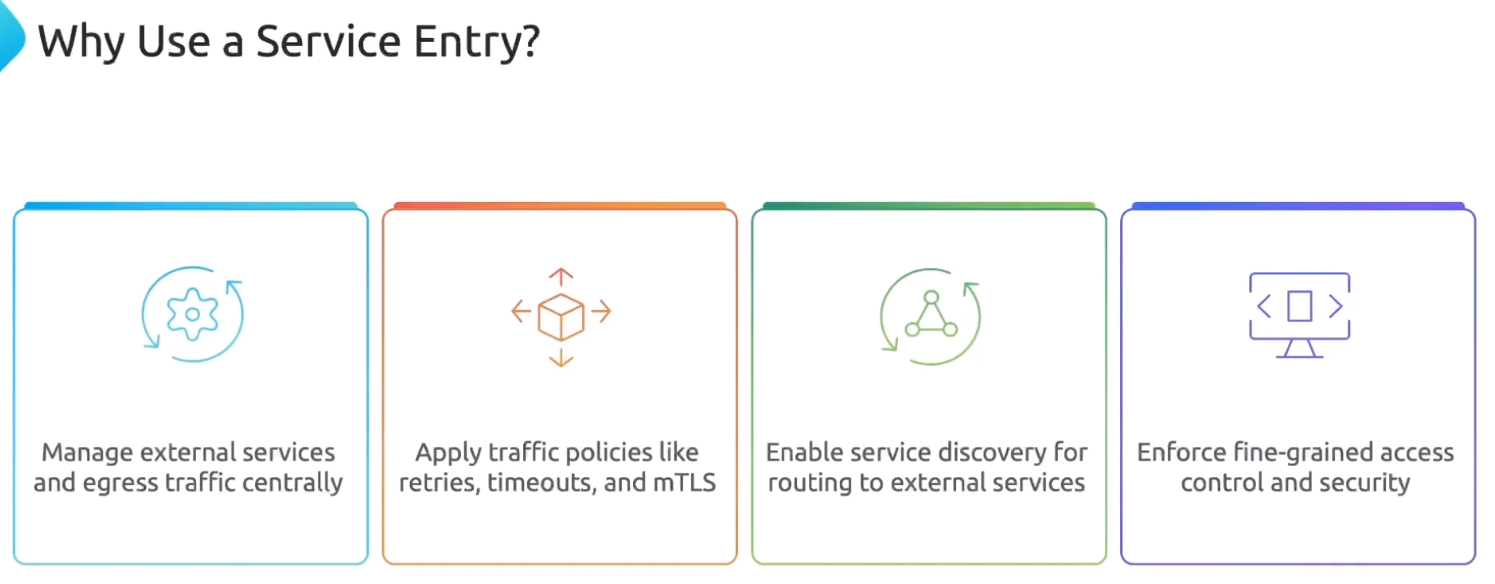 Why Use a Service Entry?
Manage external services
and egress traffic centrally
Apply traffic policies like
retries, timeouts, and mTLS
Enable service discovery for
routing to external services
Enforce fine-grained access
control and security